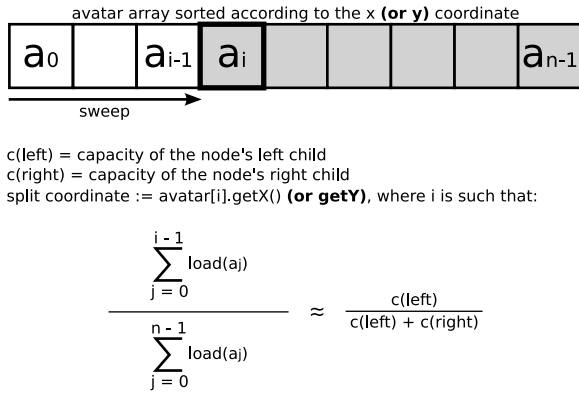 avatar array sorted according to the x (or y) coordinate
a0 ai-1 ai an-1
sweep
c(left) = capacity of the node's left child
c(right) = capacity of the node's right child
split coordinate := avatar[i].getX() (or getY), where i is such that:
i - 1
∑ load(aj)
j = 0
n - 1
∑ load(aj)
j = 0
≈
c(left)
c(left) + c(right)